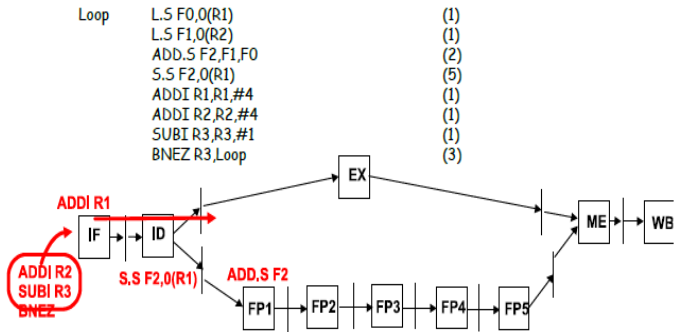 Loop L.S F0,0(R1) (1)
L.S F1,0(R2) (1)
ADD.S F2,F1,F0 (2)
S.S F2,0(R1) (5)
ADDI R1,R1,#4 (1)
ADDI R2,R2,#4 (1)
SUBI R3,R3,#1 (1)
BNEZ R3,Loop (3)
EX
ADDI R1
IF ID ME WB
ADDI R2
SUBI R3
BNEZ
S.S F2,0(R1) ADD.S F2
FP1 FP2 FP3 FP4 FP5